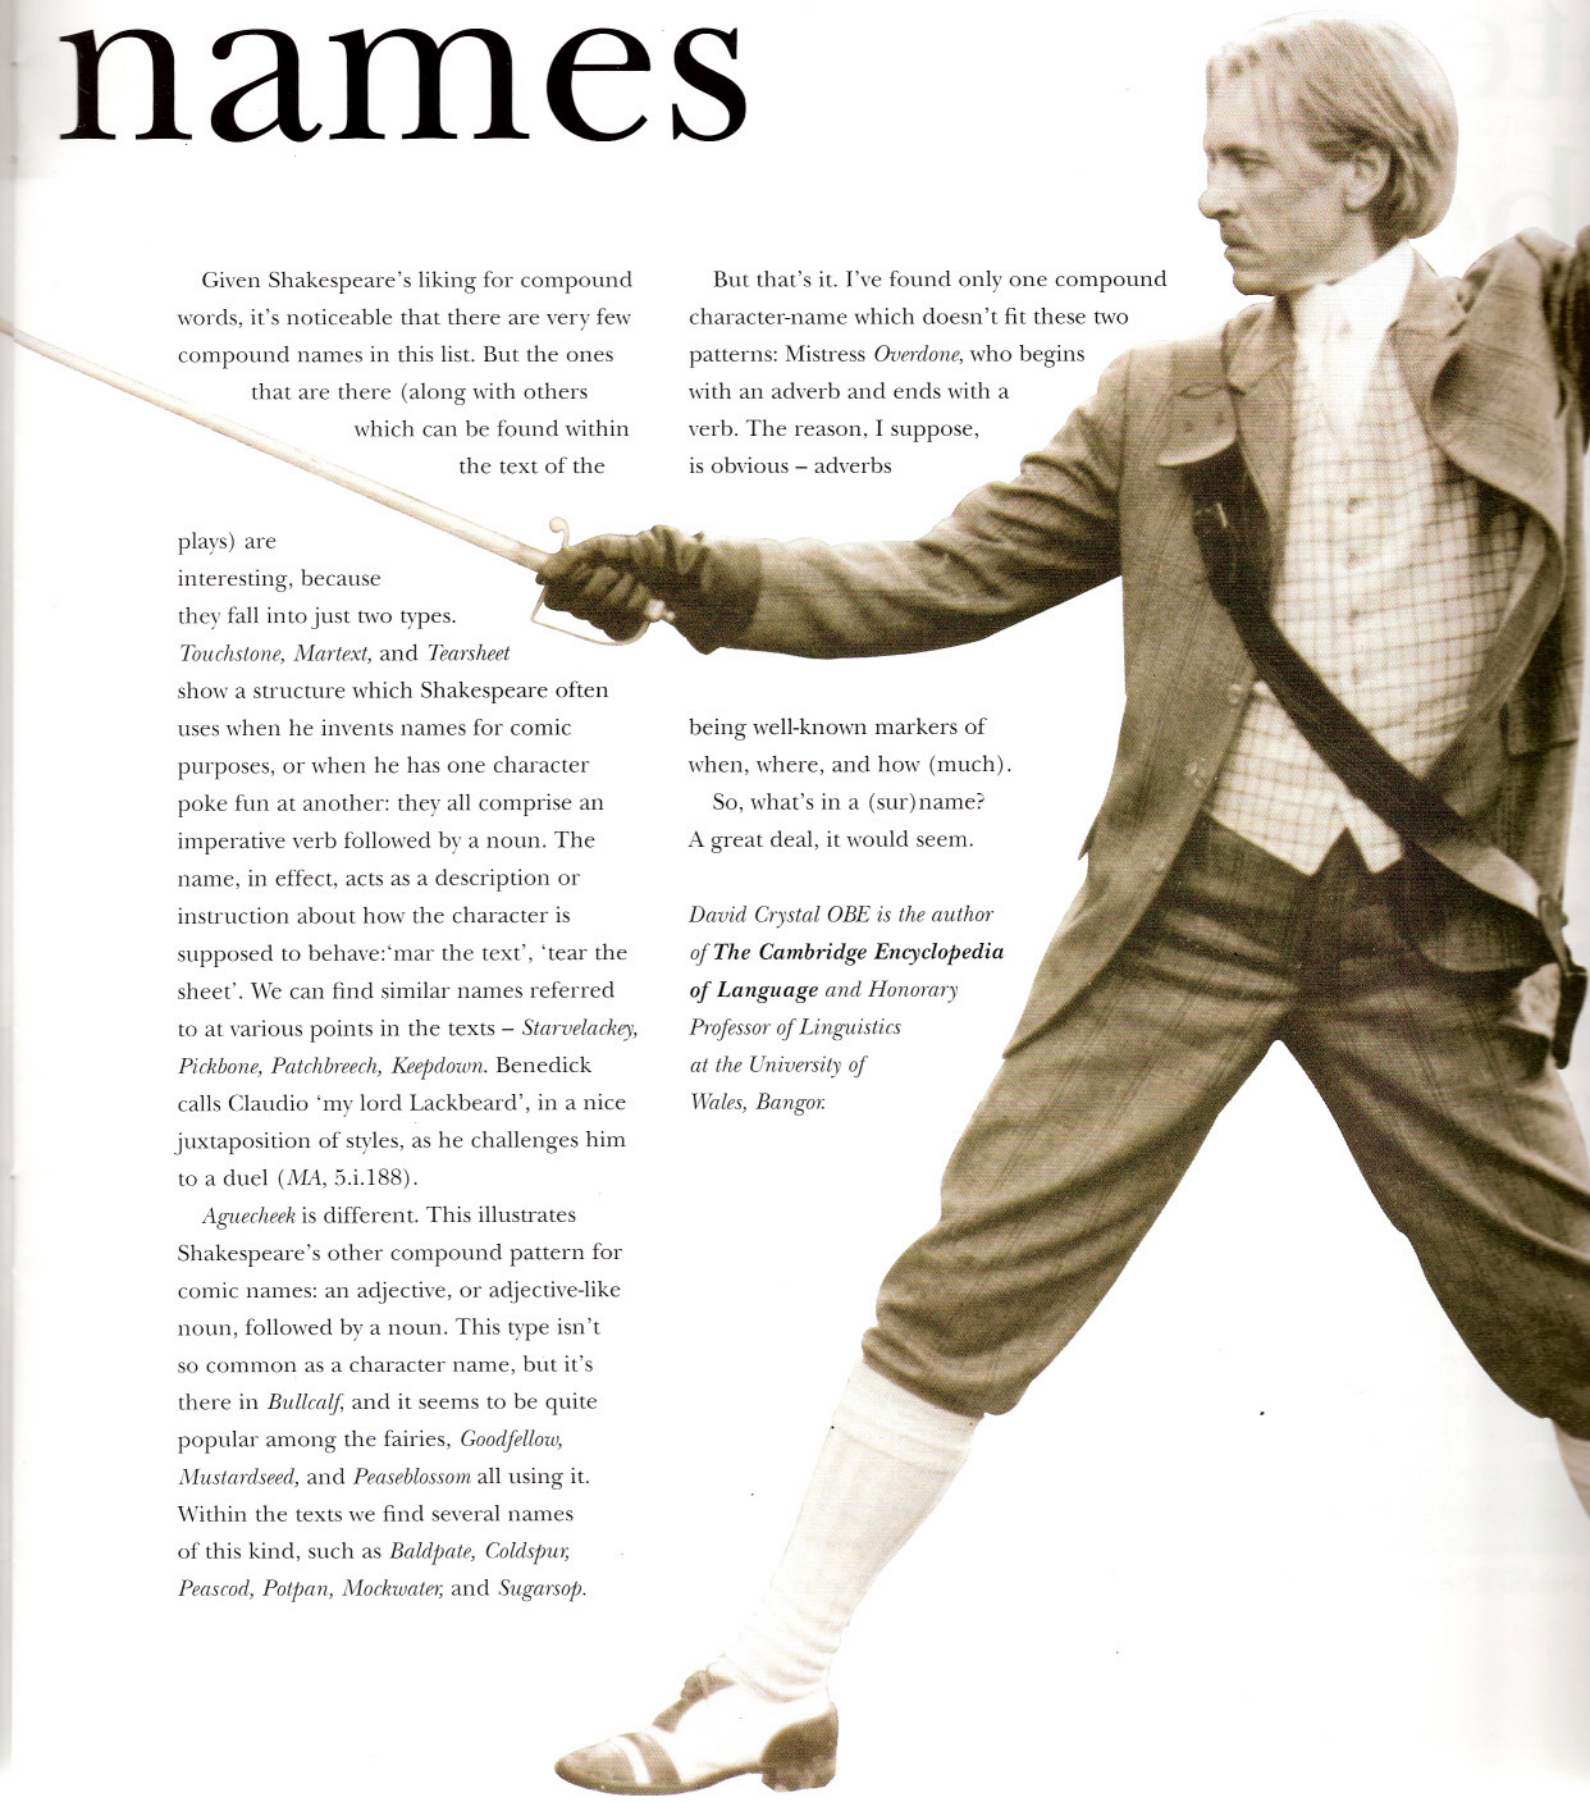 names
Given Shakespeare's liking for compound
words, it's noticeable that there are very few
compound names in this list. But the ones
that are there (along with others
which can be found within
the text of the
plays) are
interesting, because
they fall into just two types.
Touchstone, Martext, and Tearsheet
show a structure which Shakespeare often
uses when he invents names for comic
purposes, or when he has one character
poke fun at another: they all comprise an
imperative verb followed by a noun. The
name, in effect, acts as a description or
instruction about how the character is
supposed to behave:'mar the text', 'tear the
sheet'. We can find similar names referred
to at various points in the texts – Starvelackey,
Pickbone, Patchbreech, Keepdown. Benedick
calls Claudio 'my lord Lackbeard', in a nice
juxtaposition of styles, as he challenges him
to a duel (MA, 5.i.188).
Aguecheek is different. This illustrates
Shakespeare's other compound pattern for
comic names: an adjective, or adjective-like
noun, followed by a noun. This type isn't
so common as a character name, but it's
there in Bullcalf, and it seems to be quite
popular among the fairies, Goodfellow,
Mustardseed, and Peaseblossom all using it.
Within the texts we find several names
of this kind, such as Baldpate, Coldspur,
Peascod, Potpan, Mockwater, and Sugarsop.
But that's it. I've found only one compound
character-name which doesn't fit these two
patterns: Mistress Overdone, who begins
with an adverb and ends with a
verb. The reason, I suppose,
is obvious – adverbs
being well-known markers of
when, where, and how (much).
So, what's in a (sur)name?
A great deal, it would seem.
David Crystal OBE is the author
of The Cambridge Encyclopedia
of Language and Honorary
Professor of Linguistics
at the University of
Wales, Bangor.